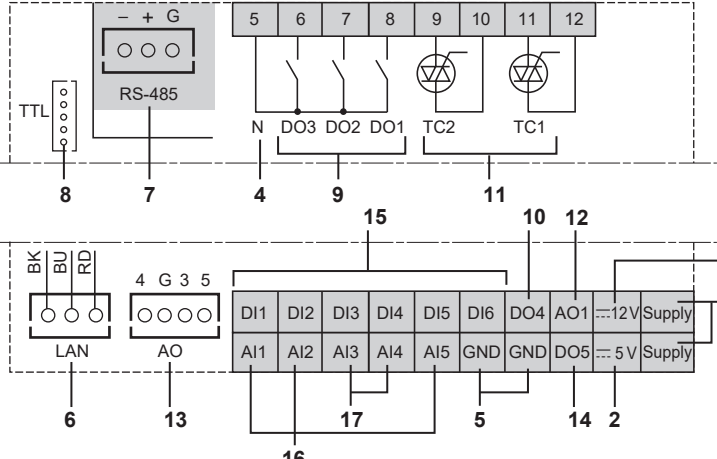 − + G
5 6 7 8 9 10 11 12
RS-485
TTL
N DO3 DO2 DO1 TC2 TC1
8 7 4 9 11
15 10 12
BK BU RD
4 G 3 5
DI1 DI2 DI3 DI4 DI5 DI6 DO4 AO1 ⎓12 V Supply
LAN AO
AI1 AI2 AI3 AI4 AI5 GND GND DO5 ⎓ 5 V Supply
6 13 17 5 14 2
16